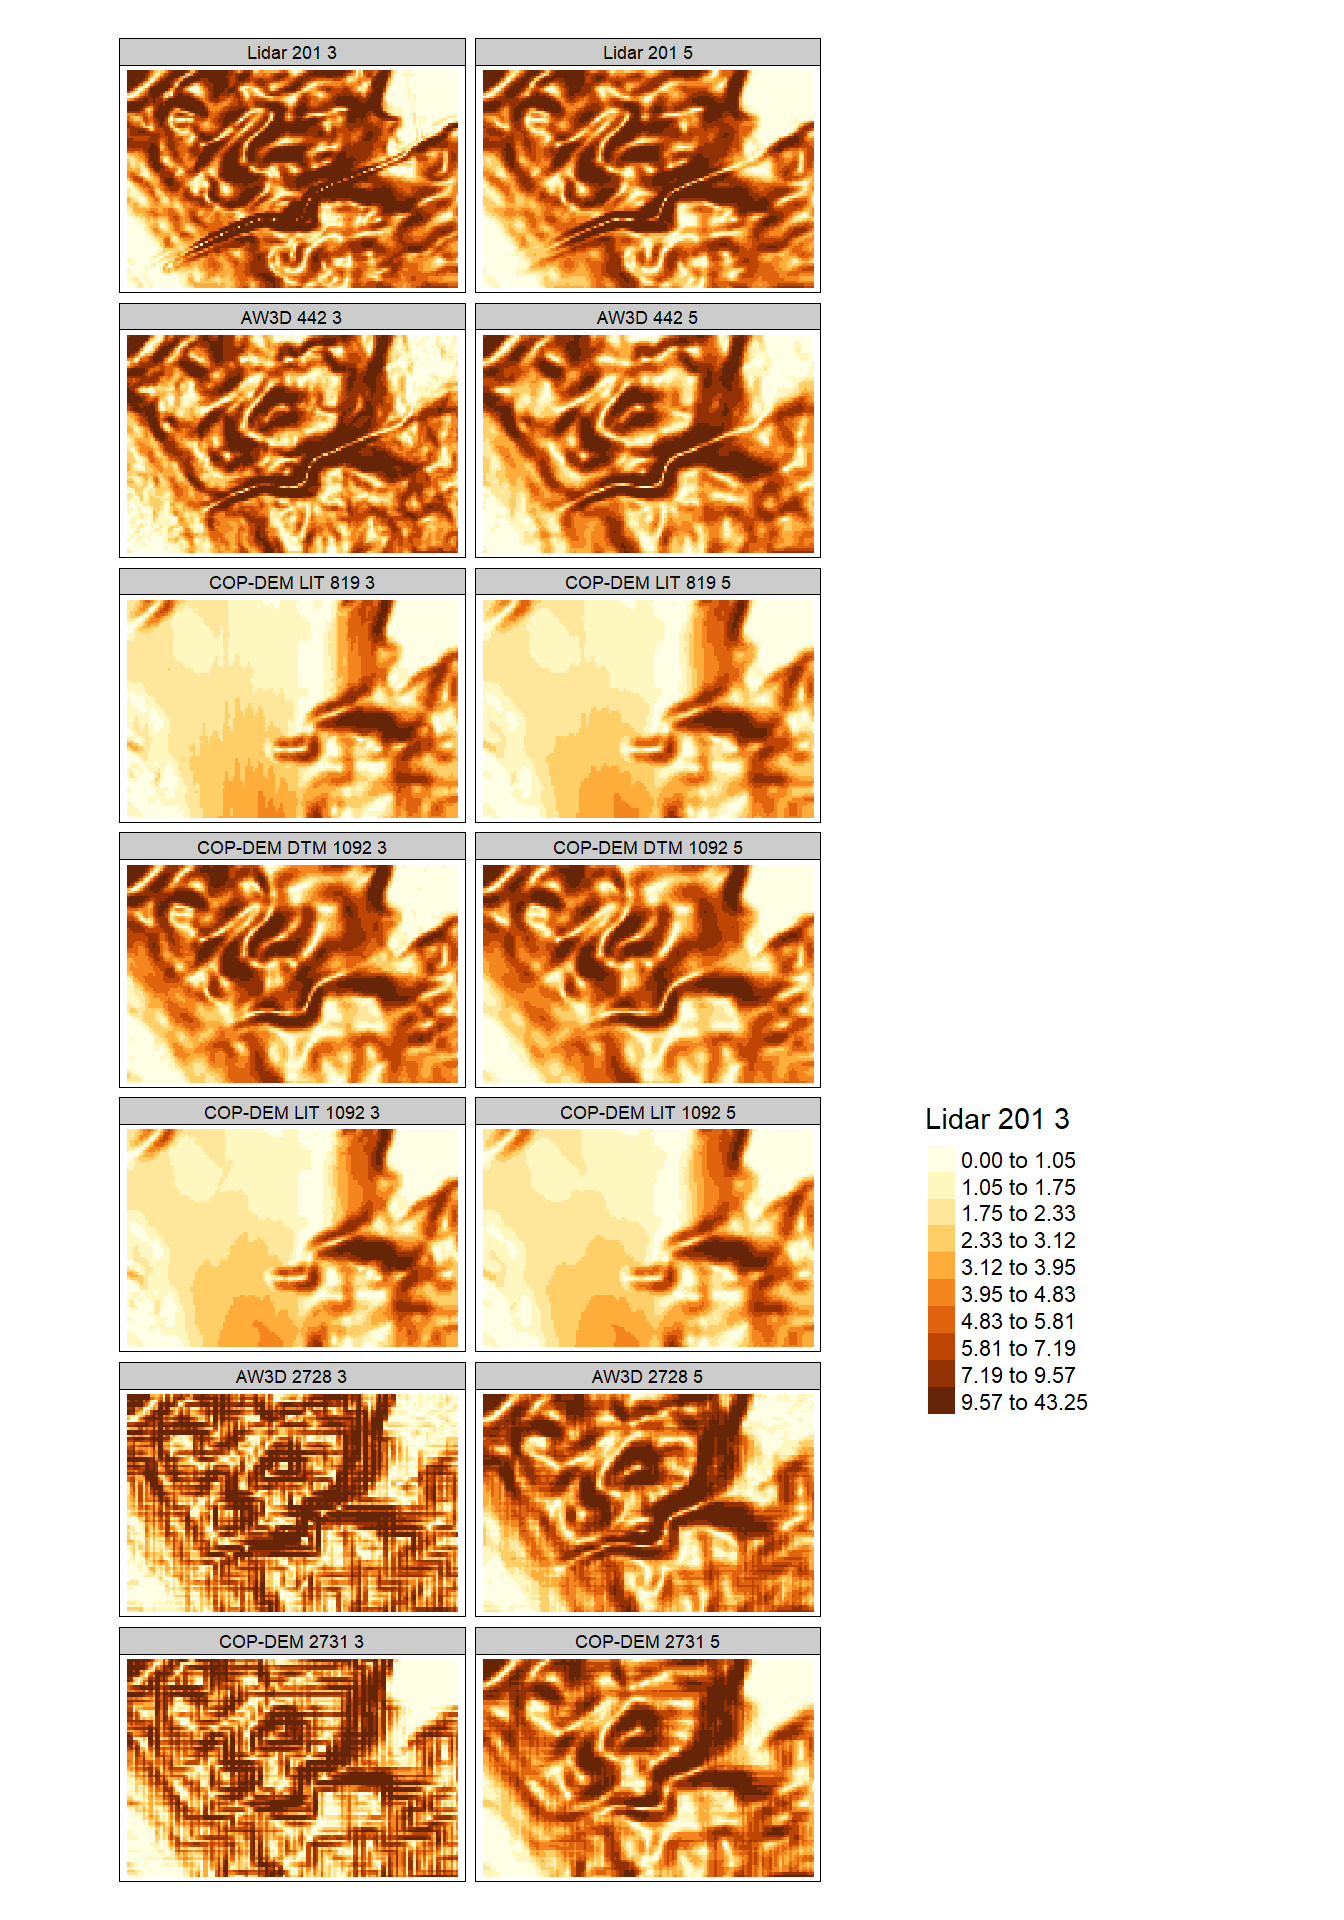 Lidar 201 3
Lidar 201 5
AW3D 442 3
AW3D 442 5
COP-DEM LIT 819 3
COP-DEM LIT 819 5
COP-DEM DTM 1092 3
COP-DEM DTM 1092 5
COP-DEM LIT 1092 3
COP-DEM LIT 1092 5
AW3D 2728 3
AW3D 2728 5
COP-DEM 2731 3
COP-DEM 2731 5
Lidar 201 3
0.00 to 1.05
1.05 to 1.75
1.75 to 2.33
2.33 to 3.12
3.12 to 3.95
3.95 to 4.83
4.83 to 5.81
5.81 to 7.19
7.19 to 9.57
9.57 to 43.25